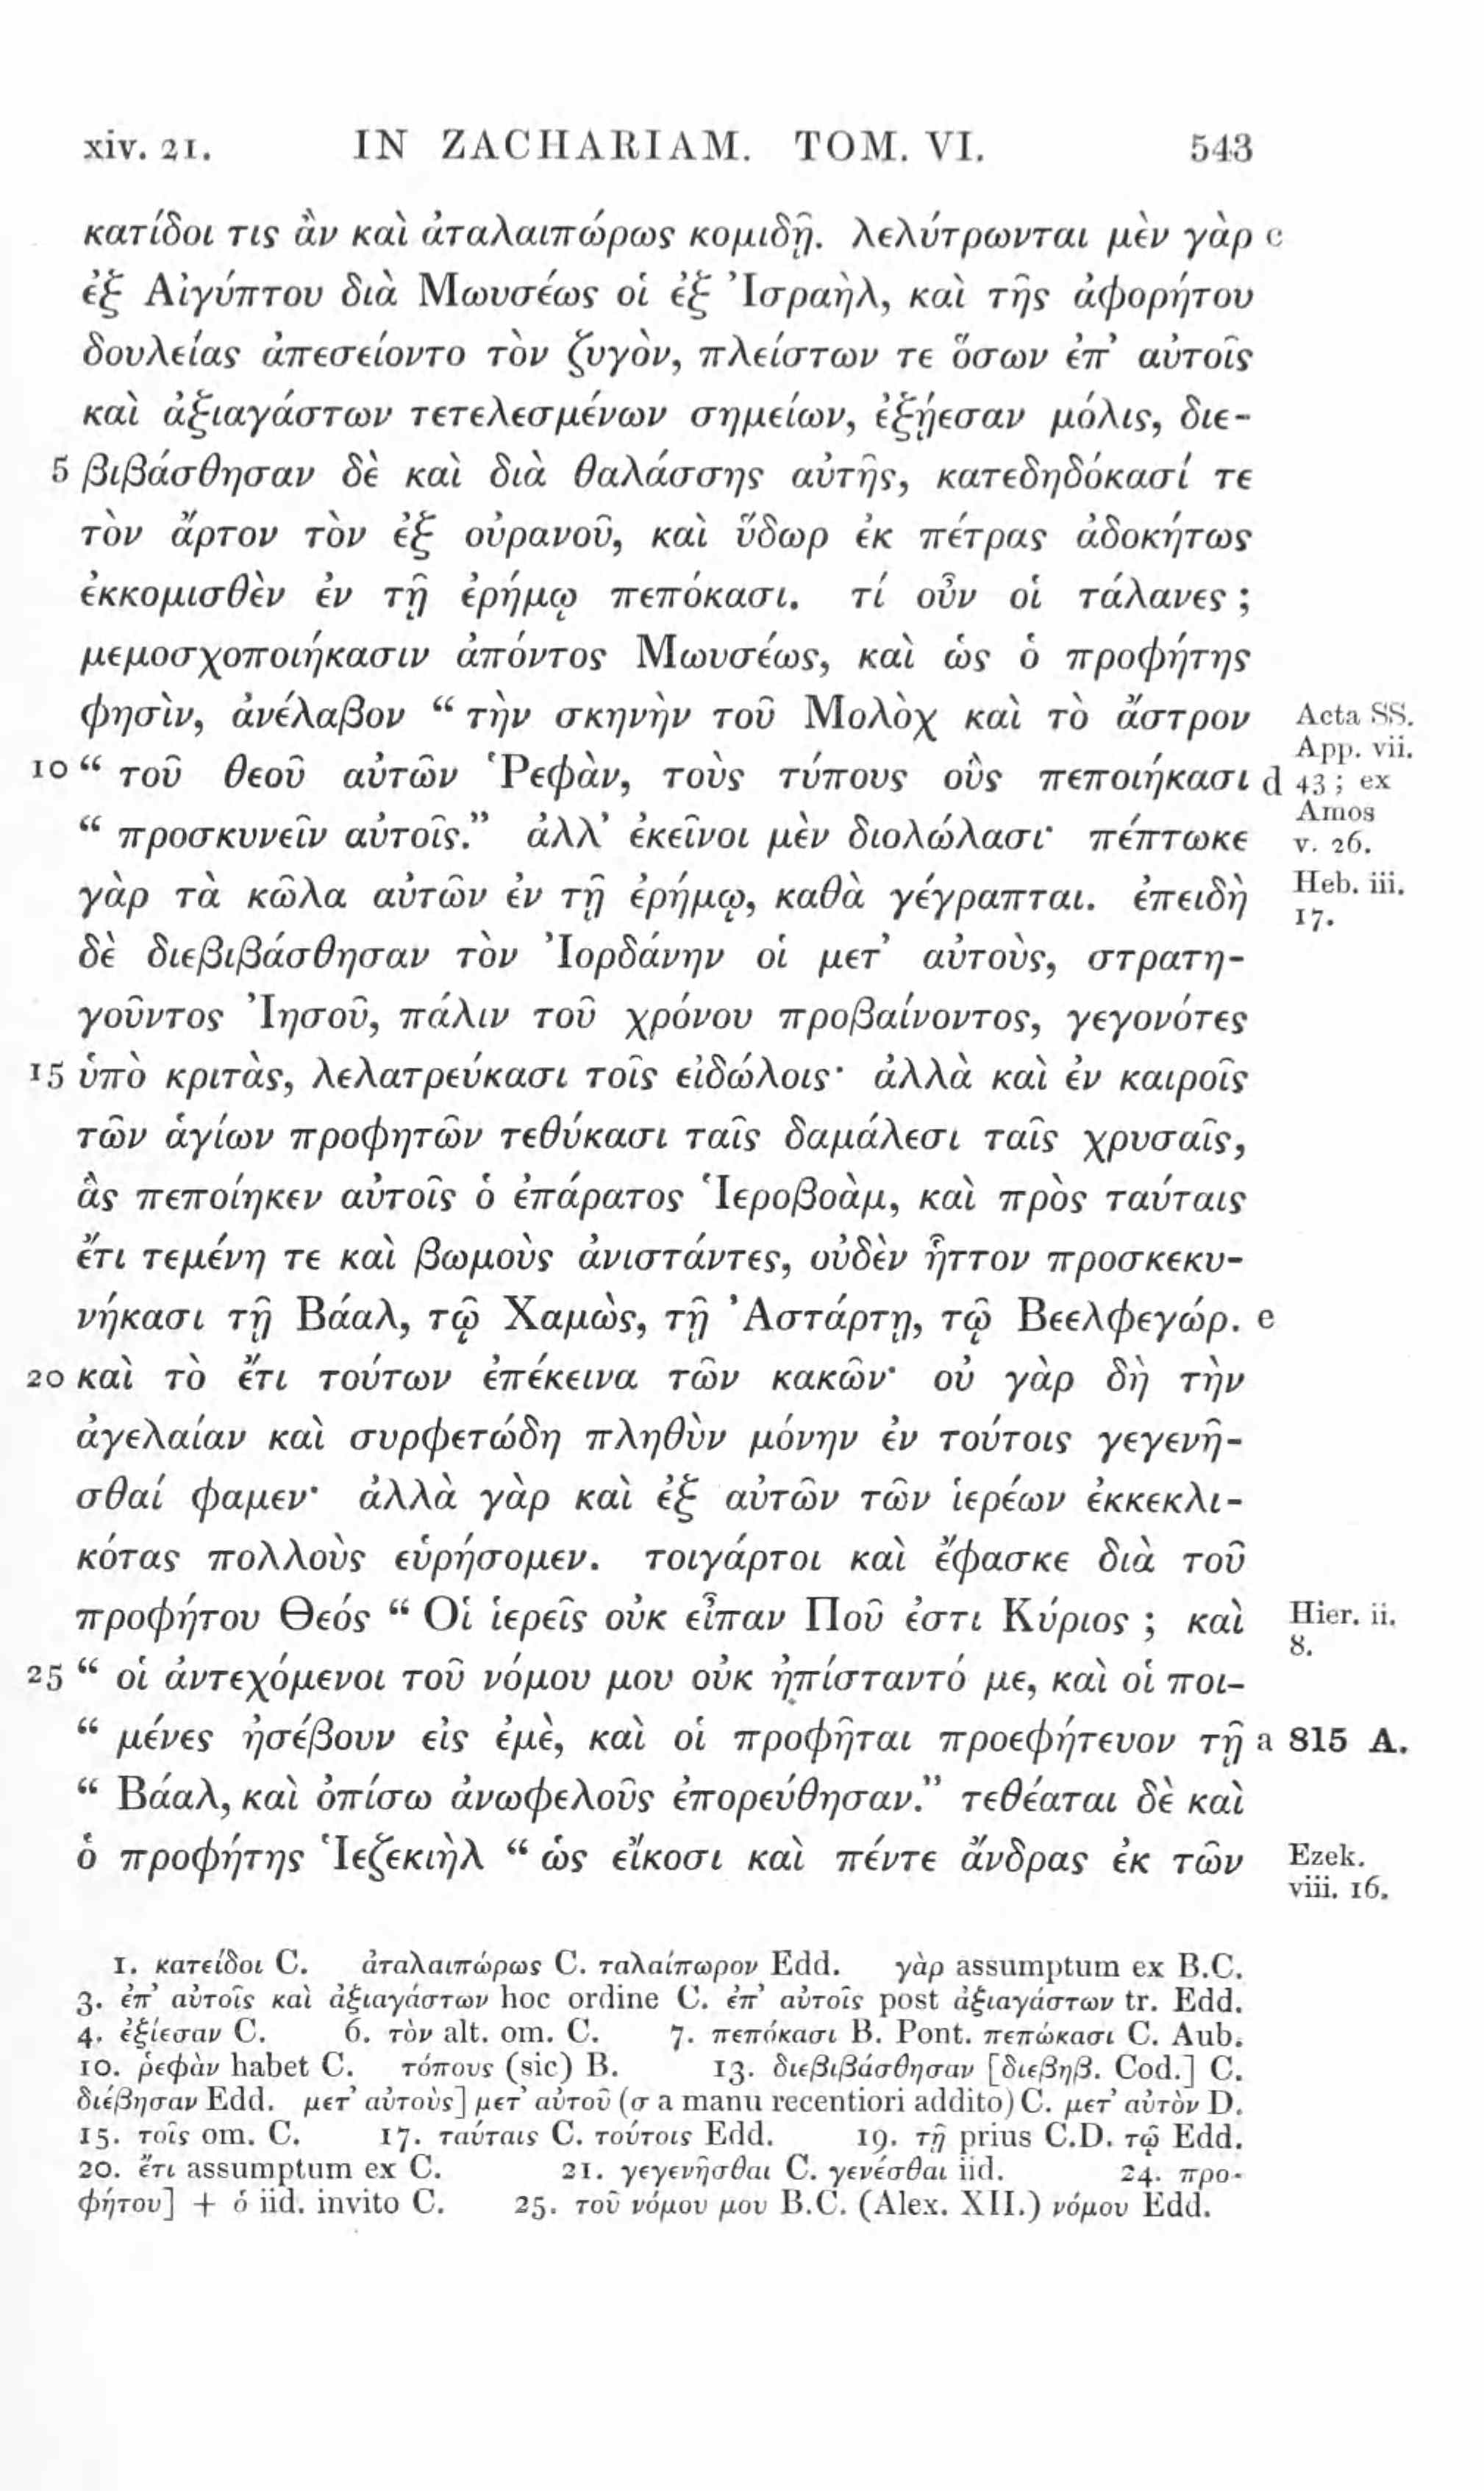 xiv. 21. IN ZACHARIAM. TOM. VI. 543
κατίδοι τις ἂν καὶ ἀταλαιπώρως κομιδῇ. λελύτρωνται μὲν γὰρ c
ἐξ Αἰγύπτου διὰ Μωυσέως οἱ ἐξ Ἰσραὴλ, καὶ τῆς ἀφορήτου
δουλείας ἀπεσείοντο τὸν ζυγὸν, πλείστων τε ὅσων ἐπ’ αὐτοῖς
καὶ ἀξιαγάστων τετελεσμένων σημείων, ἐξῄεσαν μόλις, διε-
5 βιβάσθησαν δὲ καὶ διὰ θαλάσσης αὐτῆς, κατεδηδόκασί τε
τὸν ἄρτον τὸν ἐξ οὐρανοῦ, καὶ ὕδωρ ἐκ πέτρας ἀδοκήτως
ἐκκομισθὲν ἐν τῇ ἐρήμῳ πεπόκασι. τί οὖν οἱ τάλανες ;
μεμοσχοποιήκασιν ἀπόντος Μωυσέως, καὶ ὡς ὁ προφήτης
φησὶν, ἀνέλαβον “ τὴν σκηνὴν τοῦ Μολὸχ καὶ τὸ ἄστρον Acta SS.
App. vii.
10 “ τοῦ θεοῦ αὐτῶν Ῥεφὰν, τοὺς τύπους οὓς πεποιήκασι d 43 ; ex
Amos
“ προσκυνεῖν αὐτοῖς.” ἀλλ’ ἐκεῖνοι μὲν διολώλασι· πέπτωκε v. 26.
γὰρ τὰ κῶλα αὐτῶν ἐν τῇ ἐρήμῳ, καθὰ γέγραπται. ἐπειδὴ Heb. iii.
17.
δὲ διεβιβάσθησαν τὸν Ἰορδάνην οἱ μετ’ αὐτοὺς, στρατη-
γοῦντος Ἰησοῦ, πάλιν τοῦ χρόνου προβαίνοντος, γεγονότες
15 ὑπὸ κριτὰς, λελατρεύκασι τοῖς εἰδώλοις· ἀλλὰ καὶ ἐν καιροῖς
τῶν ἁγίων προφητῶν τεθύκασι ταῖς δαμάλεσι ταῖς χρυσαῖς,
ἃς πεποίηκεν αὐτοῖς ὁ ἐπάρατος Ἱεροβοὰμ, καὶ πρὸς ταύταις
ἔτι τεμένη τε καὶ βωμοὺς ἀνιστάντες, οὐδὲν ἧττον προσκεκυ-
νήκασι τῇ Βάαλ, τῷ Χαμὼς, τῇ Ἀστάρτῃ, τῷ Βεελφεγώρ. e
20 καὶ τὸ ἔτι τούτων ἐπέκεινα τῶν κακῶν· οὐ γὰρ δὴ τὴν
ἀγελαίαν καὶ συρφετώδη πληθὺν μόνην ἐν τούτοις γεγενῆ-
σθαί φαμεν· ἀλλὰ γὰρ καὶ ἐξ αὐτῶν τῶν ἱερέων ἐκκεκλι-
κότας πολλοὺς εὑρήσομεν. τοιγάρτοι καὶ ἔφασκε διὰ τοῦ
προφήτου Θεός “ Οἱ ἱερεῖς οὐκ εἶπαν Ποῦ ἐστι Κύριος ; καὶ Hier. ii.
8.
25 “ οἱ ἀντεχόμενοι τοῦ νόμου μου οὐκ ἠπίσταντό με, καὶ οἱ ποι-
“ μένες ἠσέβουν εἰς ἐμὲ, καὶ οἱ προφῆται προεφήτευον τῇ a 815 A.
“ Βάαλ, καὶ ὀπίσω ἀνωφελοῦς ἐπορεύθησαν.” τεθέαται δὲ καὶ
ὁ προφήτης Ἱεζεκιὴλ “ ὡς εἴκοσι καὶ πέντε ἄνδρας ἐκ τῶν Ezek.
viii. 16.
1. κατείδοι C. ἀταλαιπώρως C. ταλαίπωρον Edd. γὰρ assumptum ex B.C.
3. ἐπ’ αὐτοῖς καὶ ἀξιαγάστων hoc ordine C. ἐπ’ αὐτοῖς post ἀξιαγάστων tr. Edd.
4. ἐξίεσαν C. 6. τὸν alt. om. C. 7. πεπόκασι B. Pont. πεπώκασι C. Aub.
10. ῥεφὰν habet C. τόπους (sic) B. 13. διεβιβάσθησαν [διεβηβ. Cod.] C.
διέβησαν Edd. μετ’ αὐτοὺς] μετ’ αὐτοῦ (σ a manu recentiori addito) C. μετ’ αὐτὸν D.
15. τοῖς om. C. 17. ταύταις C. τούτοις Edd. 19. τῇ prius C.D. τῷ Edd.
20. ἔτι assumptum ex C. 21. γεγενῆσθαι C. γενέσθαι iid. 24. προ-
φήτου] + ὁ iid. invito C. 25. τοῦ νόμου μου B.C. (Alex. XII.) νόμου Edd.